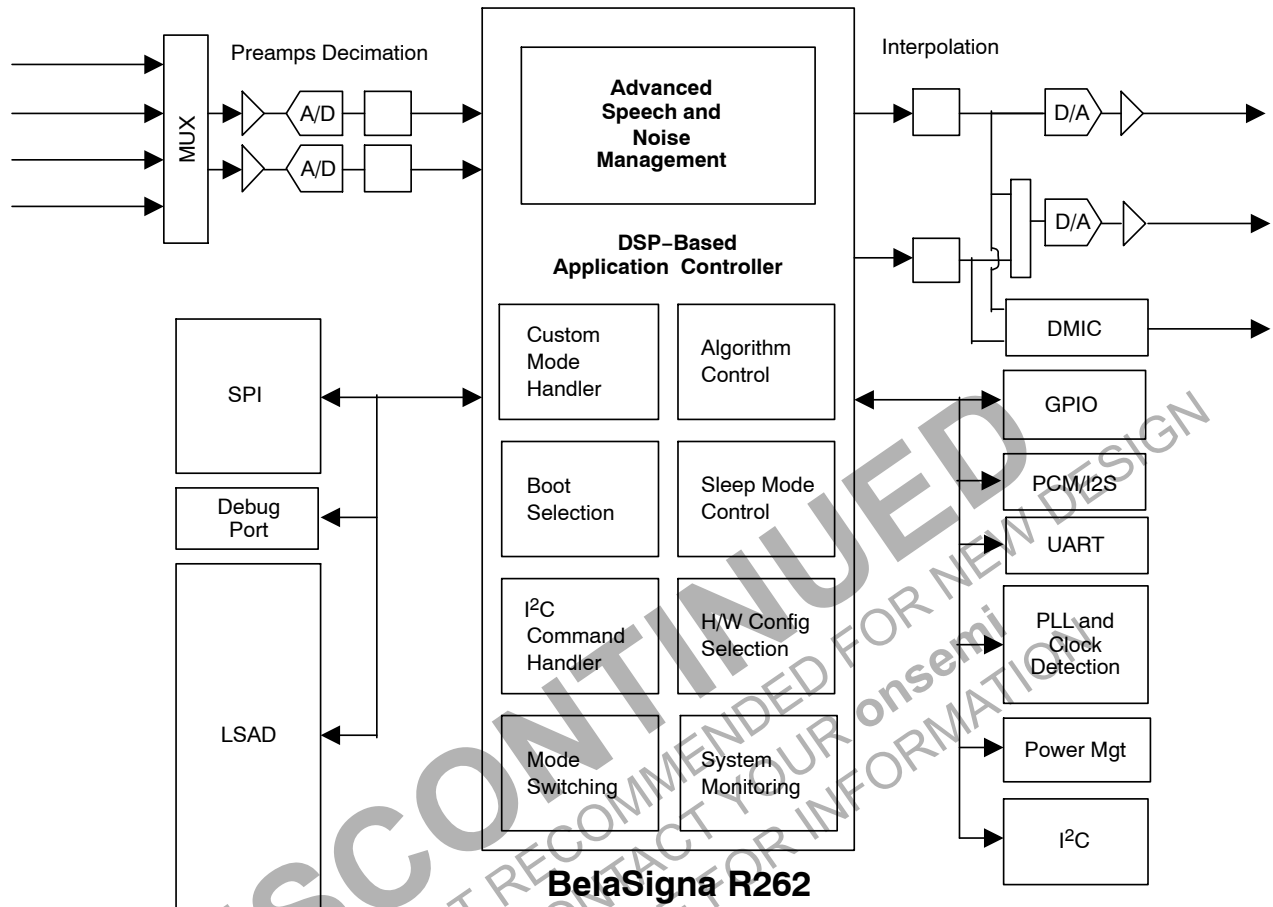 Preamps Decimation
Interpolation
MUX
A/D
A/D
Advanced
Speech and
Noise
Management
DSP–Based
Application Controller
D/A
D/A
DMIC
SPI
Debug
Port
LSAD
Custom
Mode
Handler
Algorithm
Control
Boot
Selection
Sleep Mode
Control
I²C
Command
Handler
H/W Config
Selection
Mode
Switching
System
Monitoring
GPIO
PCM/I2S
UART
PLL and
Clock
Detection
Power Mgt
I²C
BelaSigna R262
SCONTINUED
T RECOMMENDED FOR NEW DESIGN
ONTACT YOUR onsemi
FOR INFORMATION